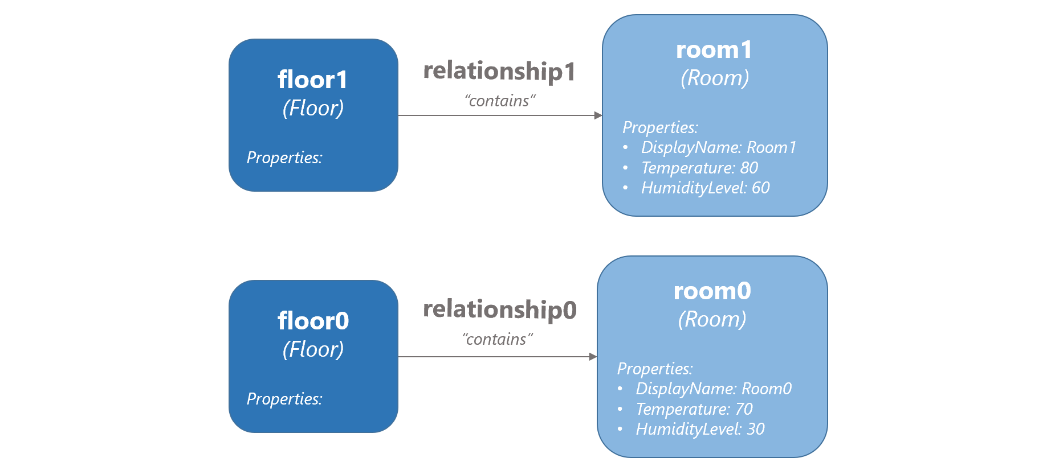 floor1
(Floor)
Properties:
relationship1
“contains”
room1
(Room)
Properties:
• DisplayName: Room1
• Temperature: 80
• HumidityLevel: 60
floor0
(Floor)
Properties:
relationship0
“contains”
room0
(Room)
Properties:
• DisplayName: Room0
• Temperature: 70
• HumidityLevel: 30